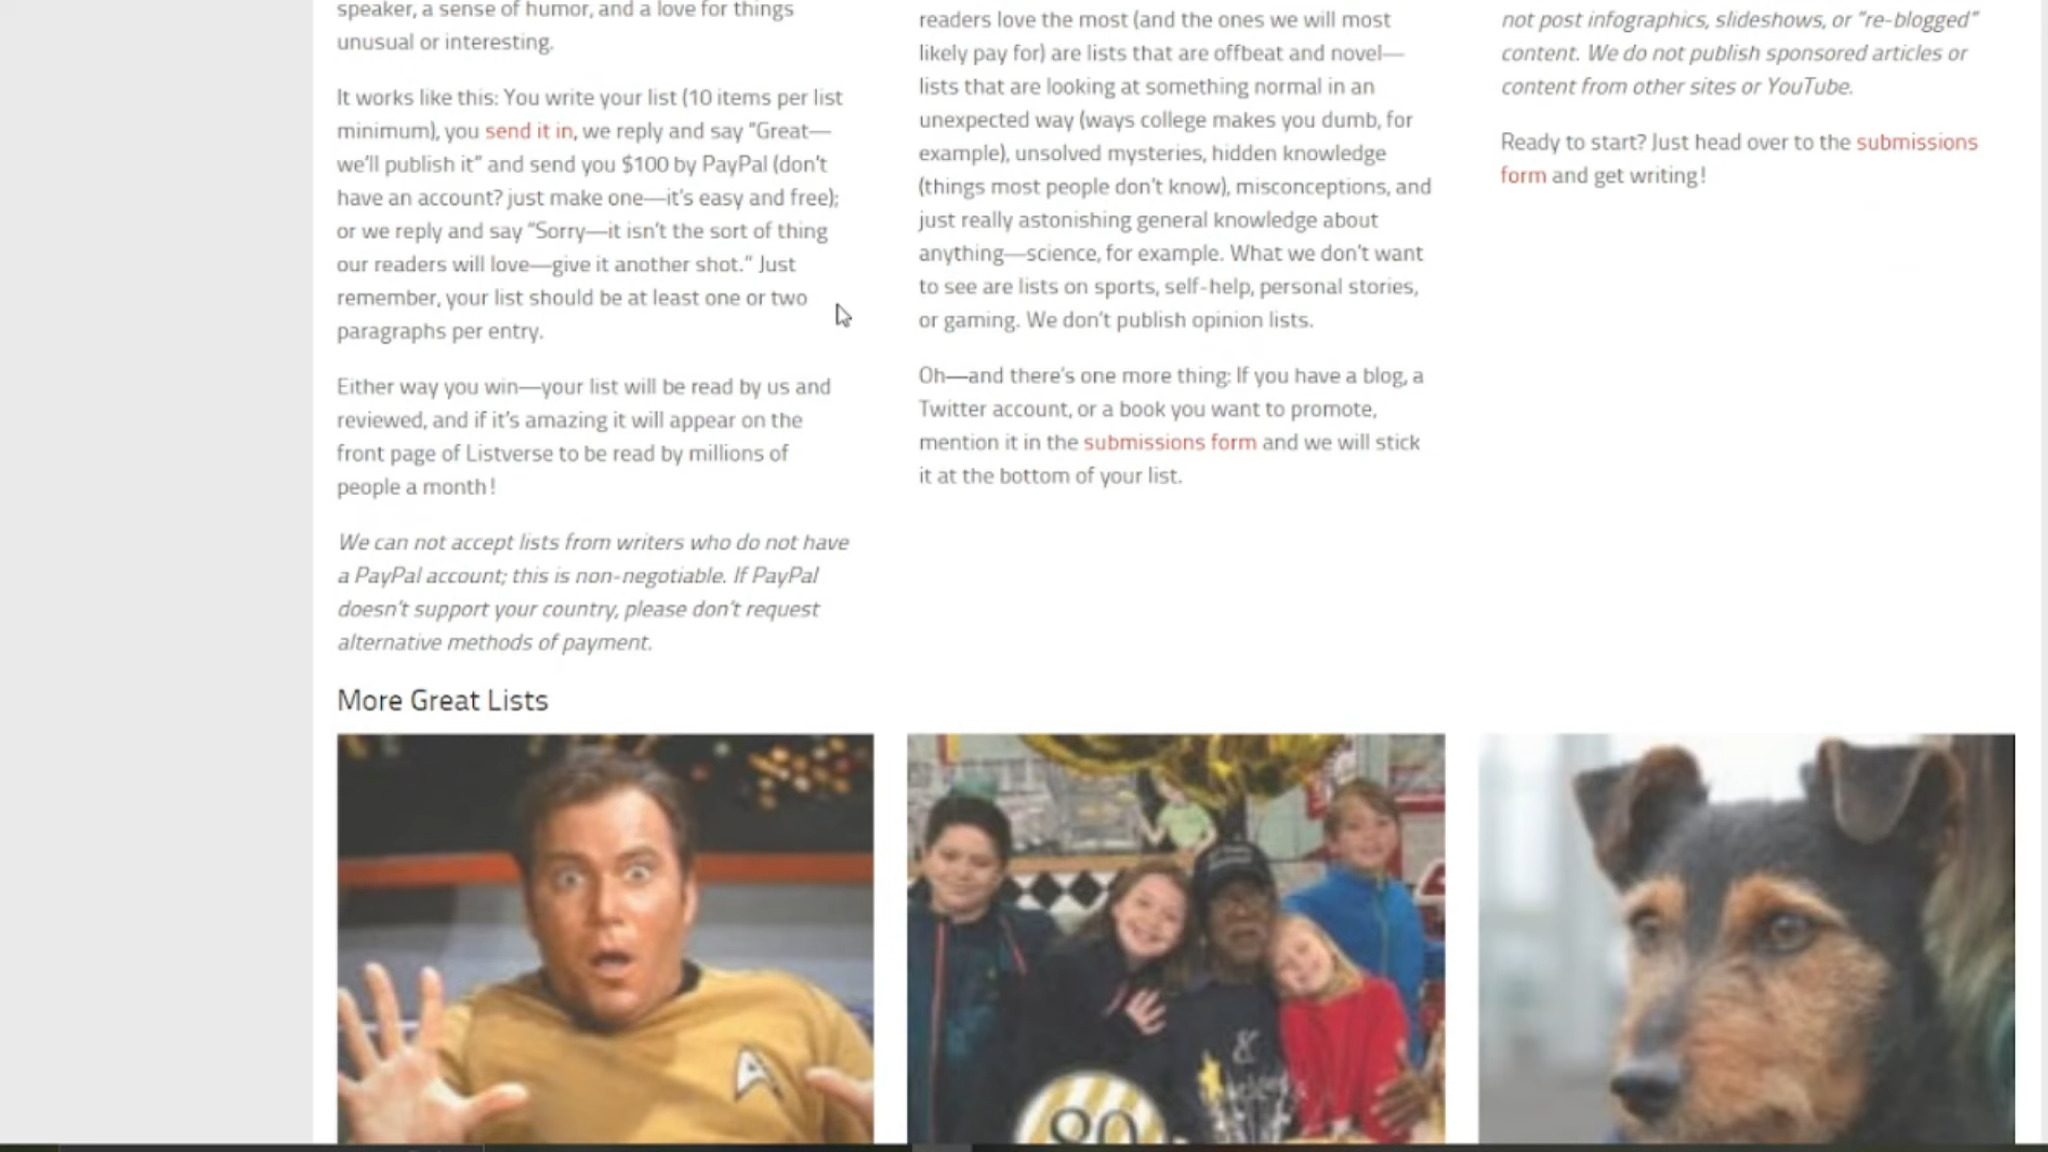 speaker, a sense of humor, and a love for things
unusual or interesting.
It works like this: You write your list (10 items per list
minimum), you send it in, we reply and say “Great—
we’ll publish it” and send you $100 by PayPal (don’t
have an account? just make one—it’s easy and free);
or we reply and say “Sorry—it isn’t the sort of thing
our readers will love—give it another shot.” Just
remember, your list should be at least one or two
paragraphs per entry.
Either way you win—your list will be read by us and
reviewed, and if it’s amazing it will appear on the
front page of Listverse to be read by millions of
people a month!
We can not accept lists from writers who do not have
a PayPal account; this is non-negotiable. If PayPal
doesn’t support your country, please don’t request
alternative methods of payment.
readers love the most (and the ones we will most
likely pay for) are lists that are offbeat and novel—
lists that are looking at something normal in an
unexpected way (ways college makes you dumb, for
example), unsolved mysteries, hidden knowledge
(things most people don’t know), misconceptions, and
just really astonishing general knowledge about
anything—science, for example. What we don’t want
to see are lists on sports, self-help, personal stories,
or gaming. We don’t publish opinion lists.
Oh—and there’s one more thing: If you have a blog, a
Twitter account, or a book you want to promote,
mention it in the submissions form and we will stick
it at the bottom of your list.
not post infographics, slideshows, or “re-blogged”
content. We do not publish sponsored articles or
content from other sites or YouTube.
Ready to start? Just head over to the submissions
form and get writing!
More Great Lists
&
80